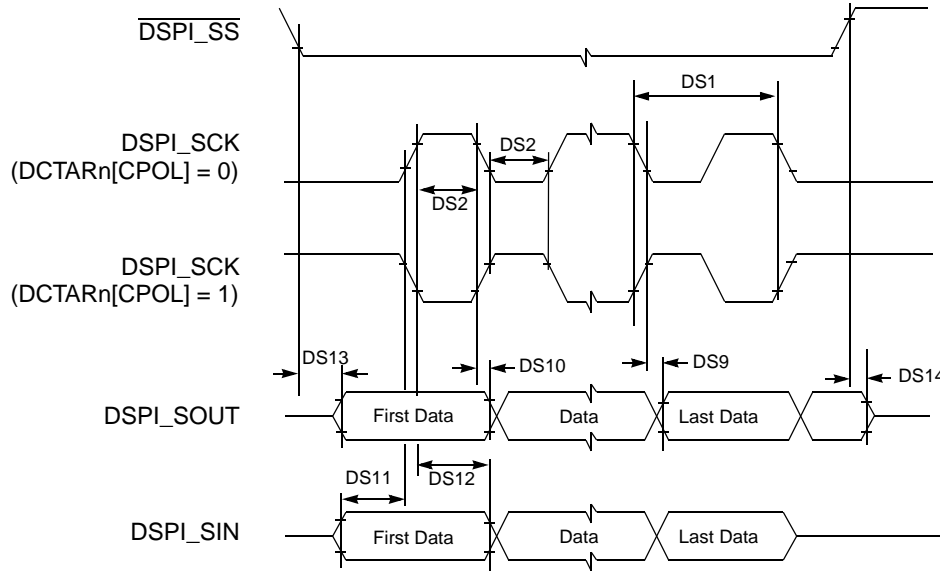 DSPI_SS
DS1
DSPI_SCK
(DCTARn[CPOL] = 0)
DS2
DS2
DSPI_SCK
(DCTARn[CPOL] = 1)
DS13
DS10
DS9
DS14
DSPI_SOUT
First Data
Data
Last Data
DS11
DS12
DSPI_SIN
First Data
Data
Last Data